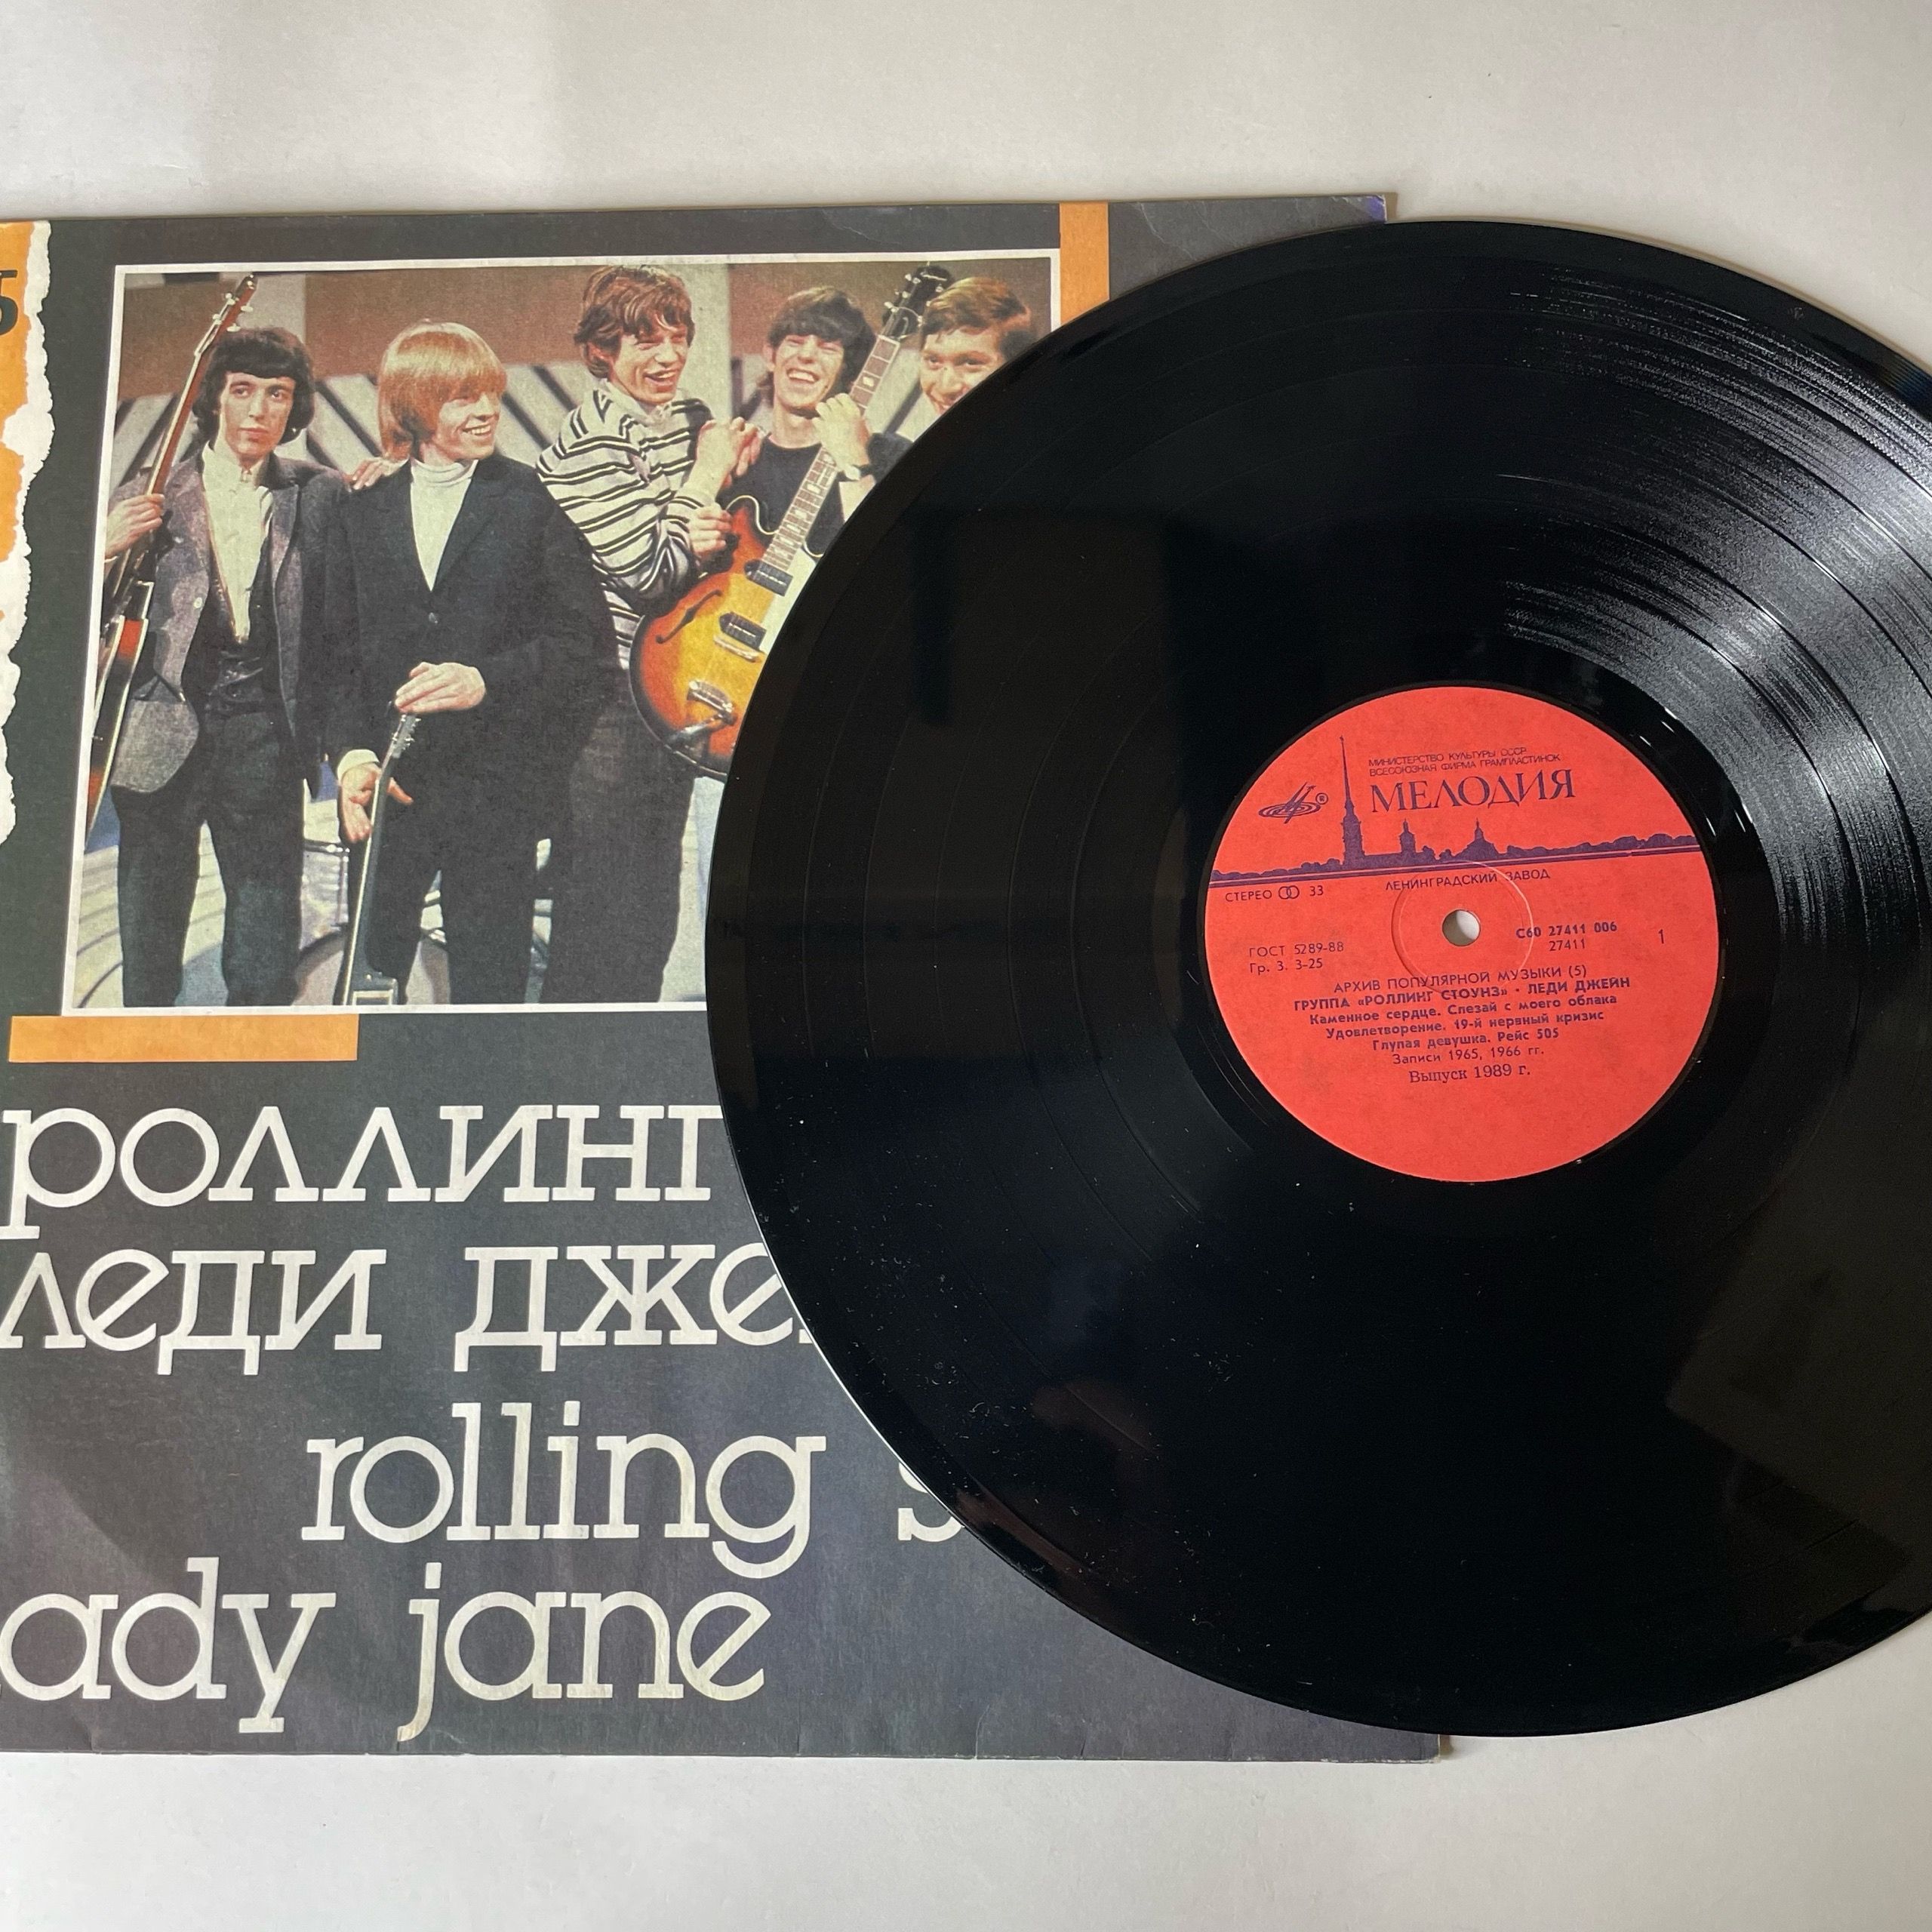 5
роллинг
леди дже
rolling s
ady jane
МИНИСТЕРСТВО КУЛЬТУРЫ СССР
ВСЕСОЮЗНАЯ ФИРМА ГРАМПЛАСТИНОК
МЕЛОДИЯ
ЛЕНИНГРАДСКИЙ ЗАВОД
СТЕРЕО 33
ГОСТ 5289-88
Гр. 3. 3-25
С60 27411 006
27411
1
АРХИВ ПОПУЛЯРНОЙ МУЗЫКИ (5)
ГРУППА «РОЛЛИНГ СТОУНЗ» · ЛЕДИ ДЖЕЙН
Каменное сердце. Слезай с моего облака
Удовлетворение. 19-й нервный кризис
Глупая девушка. Рейс 505
Записи 1965, 1966 гг.
Выпуск 1989 г.